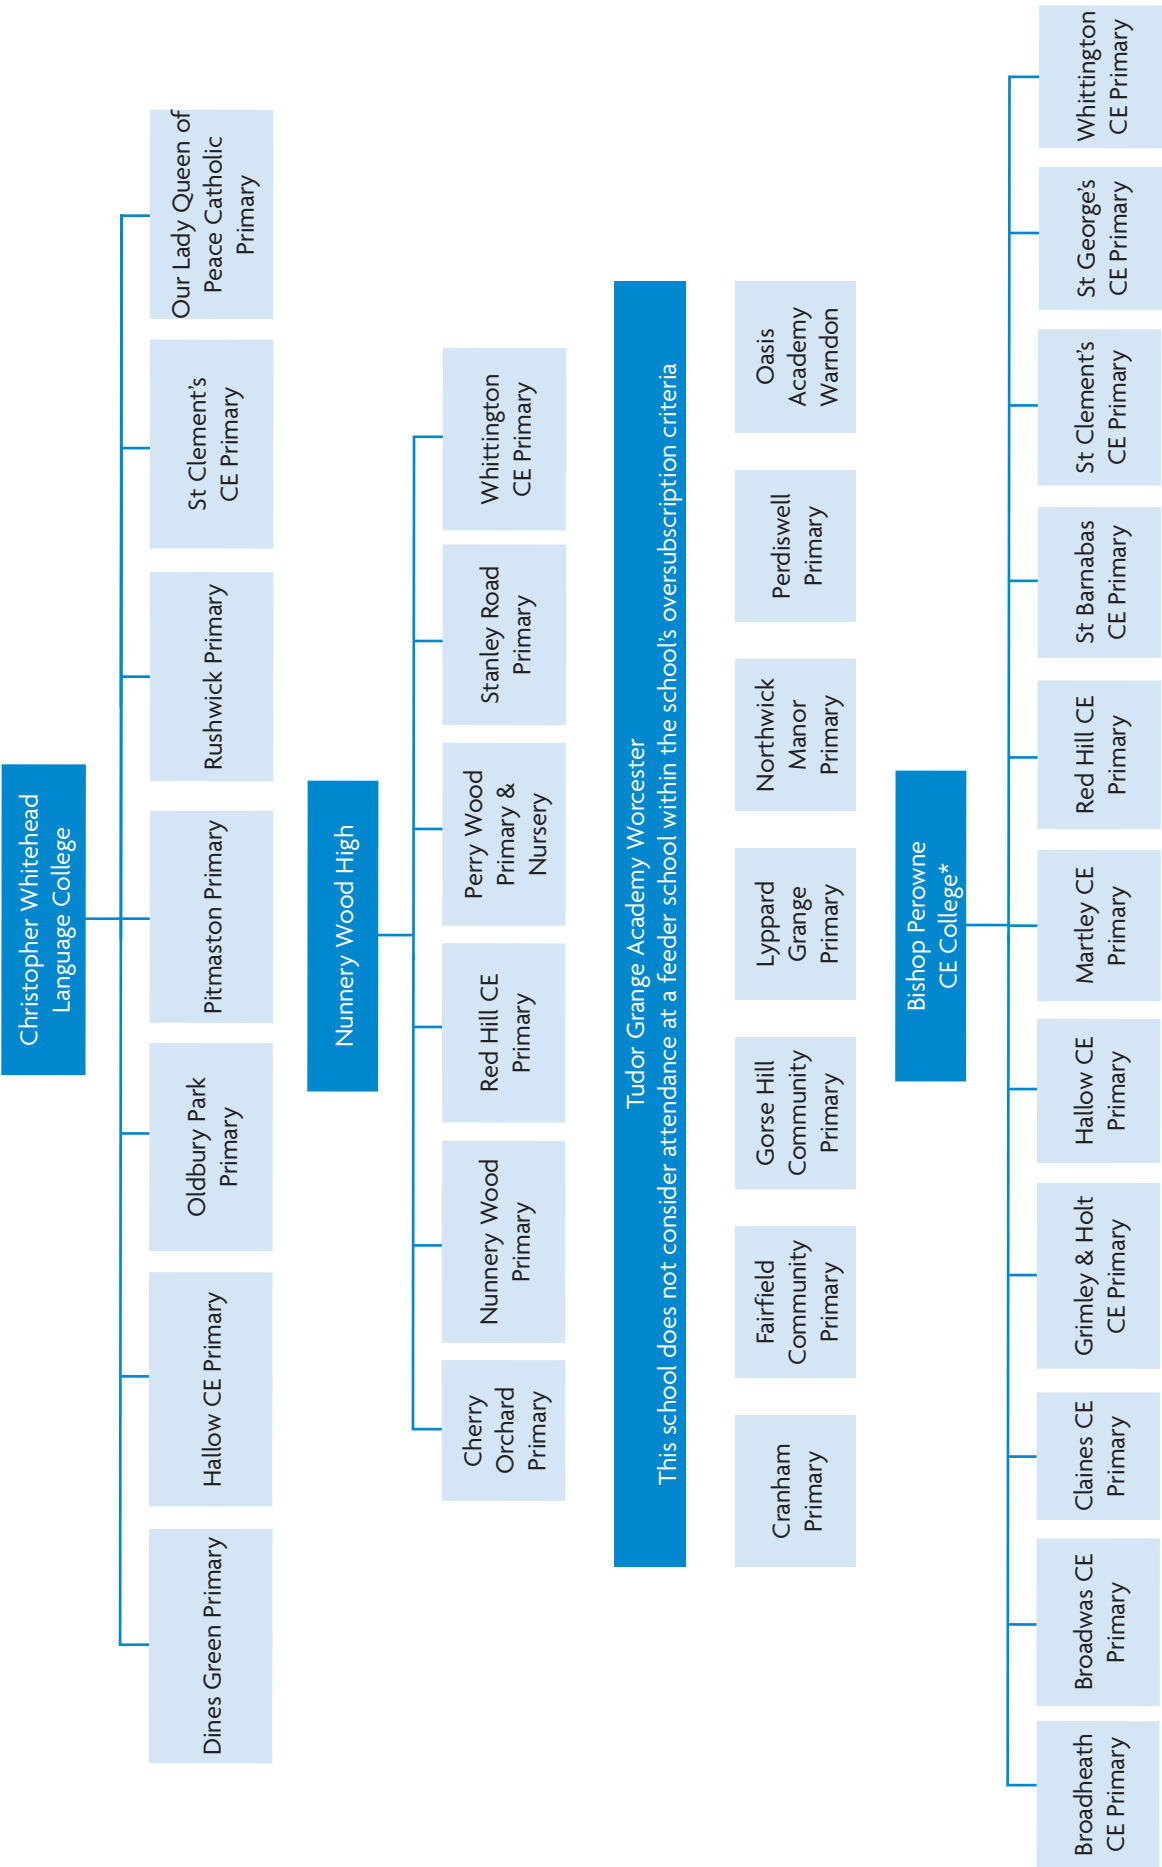 Christopher Whitehead
Language College
Dines Green Primary
Hallow CE Primary
Oldbury Park
Primary
Pitmaston Primary
Rushwick Primary
St Clement's
CE Primary
Our Lady Queen of
Peace Catholic
Primary
Nunnery Wood High
Cherry
Orchard
Primary
Nunnery Wood
Primary
Red Hill CE
Primary
Perry Wood
Primary &
Nursery
Stanley Road
Primary
Whittington
CE Primary
Tudor Grange Academy Worcester
This school does not consider attendance at a feeder school within the school's oversubscription criteria
Cranham
Primary
Fairfield
Community
Primary
Gorse Hill
Community
Primary
Lyppard
Grange
Primary
Northwick
Manor
Primary
Perdiswell
Primary
Oasis
Academy
Warndon
Bishop Perowne
CE College*
Broadheath
CE Primary
Broadwas CE
Primary
Claines CE
Primary
Grimley & Holt
CE Primary
Hallow CE
Primary
Martley CE
Primary
Red Hill CE
Primary
St Barnabas
CE Primary
St Clement's
CE Primary
St George's
CE Primary
Whittington
CE Primary